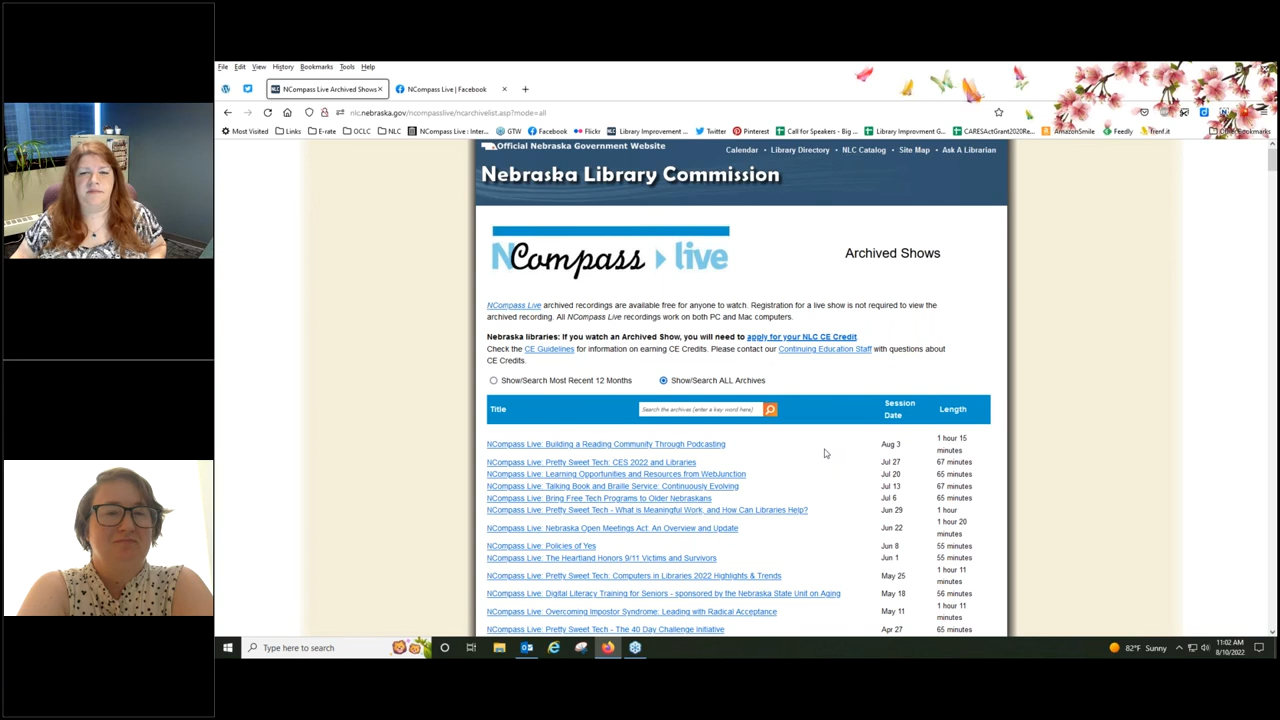 File Edit View History Bookmarks Tools Help
NCompass Live Archived Shows × NCompass Live | Facebook × +
nlc.nebraska.gov/ncompasslive/ncarchivelist.asp?mode=all
Most Visited Links E-rate OCLC NLC NCompass Live : Inter... GTW Facebook Flickr Library Improvement ... Twitter Pinterest Call for Speakers - Big ... Library Improvment G... CARESActGrant2020Re... AmazonSmile Feedly Bookmarks
Official Nebraska Government Website
Calendar • Library Directory • NLC Catalog • Site Map • Ask A Librarian
Nebraska Library Commission
NCompass live
Archived Shows
NCompass Live archived recordings are available free for anyone to watch. Registration for a live show is not required to view the
archived recording. All NCompass Live recordings work on both PC and Mac computers.
Nebraska libraries: If you watch an Archived Show, you will need to apply for your NLC CE Credit.
Check the CE Guidelines for information on earning CE Credits. Please contact our Continuing Education Staff with questions about
CE Credits.
Show/Search Most Recent 12 Months Show/Search ALL Archives
Title Search the archives (enter a key word here) Session Date Length
NCompass Live: Building a Reading Community Through Podcasting Aug 3 1 hour 15 minutes
NCompass Live: Pretty Sweet Tech: CES 2022 and Libraries Jul 27 67 minutes
NCompass Live: Learning Opportunities and Resources from WebJunction Jul 20 65 minutes
NCompass Live: Talking Book and Braille Service: Continuously Evolving Jul 13 67 minutes
NCompass Live: Bring Free Tech Programs to Older Nebraskans Jul 6 65 minutes
NCompass Live: Pretty Sweet Tech - What is Meaningful Work, and How Can Libraries Help? Jun 29 1 hour
NCompass Live: Nebraska Open Meetings Act: An Overview and Update Jun 22 1 hour 20 minutes
NCompass Live: Policies of Yes Jun 8 55 minutes
NCompass Live: The Heartland Honors 9/11 Victims and Survivors Jun 1 55 minutes
NCompass Live: Pretty Sweet Tech: Computers in Libraries 2022 Highlights & Trends May 25 1 hour 11 minutes
NCompass Live: Digital Literacy Training for Seniors - sponsored by the Nebraska State Unit on Aging May 18 56 minutes
NCompass Live: Overcoming Impostor Syndrome: Leading with Radical Acceptance May 11 1 hour 11 minutes
NCompass Live: Pretty Sweet Tech - The 40 Day Challenge Initiative Apr 27 65 minutes
Type here to search
82°F Sunny
11:02 AM
8/10/2022